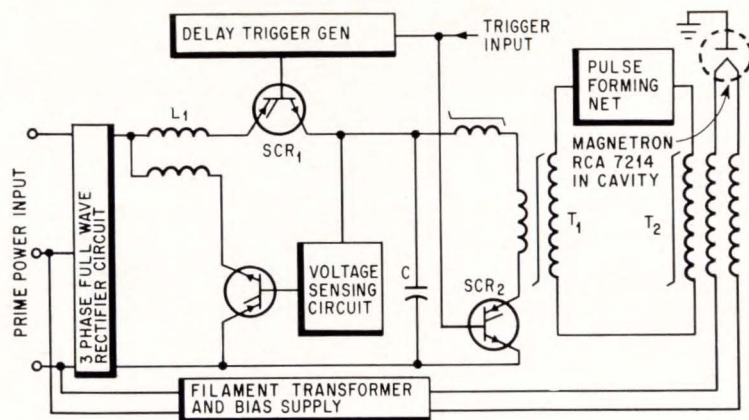 DELAY TRIGGER GEN
TRIGGER
INPUT
PULSE
FORMING
NET
L1
SCR1
MAGNETRON
RCA 7214
IN CAVITY
PRIME POWER INPUT
3 PHASE FULL WAVE
RECTIFIER CIRCUIT
VOLTAGE
SENSING
CIRCUIT
C
SCR2
T1
T2
FILAMENT TRANSFORMER
AND BIAS SUPPLY